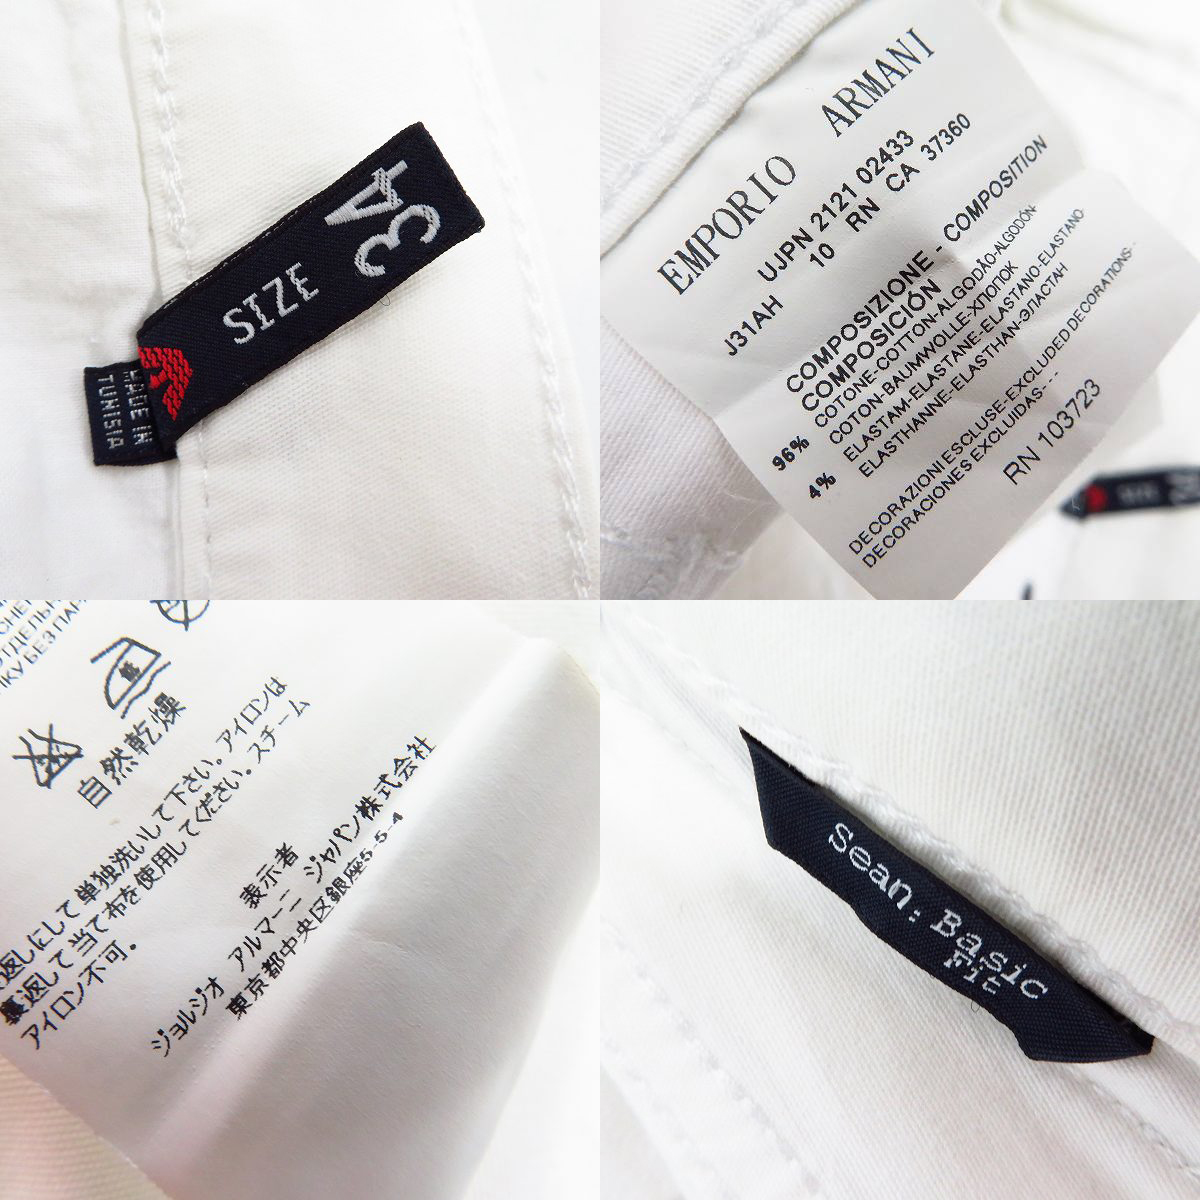 SIZE 34
MADE IN
TUNISIA
EMPORIO ARMANI
UJPN 2121 02433
J31AH 10 RN CA 37360
COMPOSIZIONE - COMPOSITION
COMPOSICIÓN
96% COTONE-COTTON-ALGODÃO-ALGODÓN-
COTON-BAUMWOLLE-ХЛОПОК
4% ELASTAM-ELASTANE-ELASTANO-ELASTANO-
ELASTHANNE-ELASTHAN-ЭЛАСТАН
DECORAZIONI ESCLUSE-EXCLUDED DECORATIONS-
DECORACIONES EXCLUIDAS- - -
RN 103723
SIZE
ОТДЕЛЬН
КУ БЕЗ ПАР
自然乾燥
裏返しにして単独洗いして下さい。アイロンは
裏返して当て布を使用してください。スチーム
アイロン不可。
表示者
ジョルジオ アルマーニ ジャパン株式会社
東京都中央区銀座5-5-4
Sean: Basic
Fit